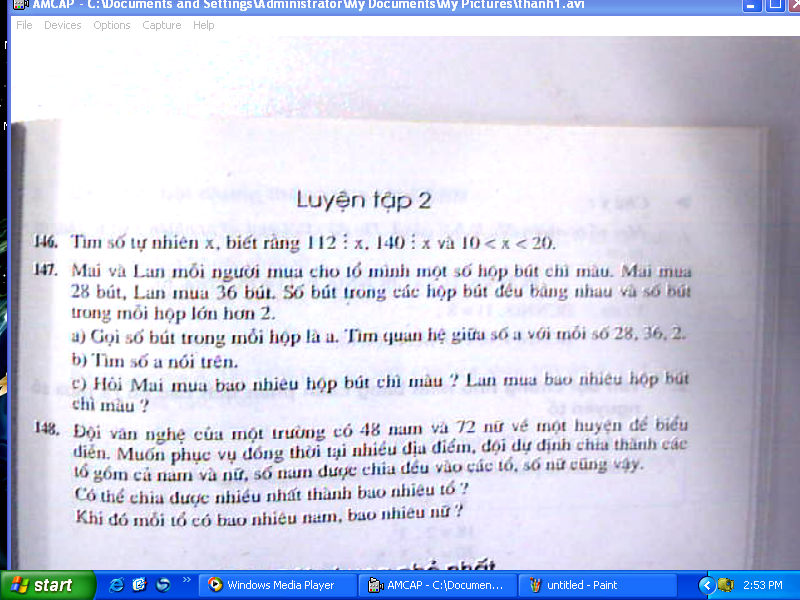 AMCAP - C:\Documents and Settings\Administrator\My Documents\My Pictures\thanh1.avi
File Devices Options Capture Help
Luyện tập 2
146. Tìm số tự nhiên x, biết rằng 112 ⋮ x, 140 ⋮ x và 10 < x < 20.
147. Mai và Lan mỗi người mua cho tổ mình một số hộp bút chì màu. Mai mua
28 bút, Lan mua 36 bút. Số bút trong các hộp bút đều bằng nhau và số bút
trong mỗi hộp lớn hơn 2.
a) Gọi số bút trong mỗi hộp là a. Tìm quan hệ giữa số a với mỗi số 28, 36, 2.
b) Tìm số a nói trên.
c) Hỏi Mai mua bao nhiêu hộp bút chì màu ? Lan mua bao nhiêu hộp bút
chì màu ?
148. Đội văn nghệ của một trường có 48 nam và 72 nữ về một huyện để biểu
diễn. Muốn phục vụ đồng thời tại nhiều địa điểm, đội dự định chia thành các
tổ gồm cả nam và nữ, số nam được chia đều vào các tổ, số nữ cũng vậy.
Có thể chia được nhiều nhất thành bao nhiêu tổ ?
Khi đó mỗi tổ có bao nhiêu nam, bao nhiêu nữ ?
nhỏ nhất
start Windows Media Player AMCAP - C:\Documen... untitled - Paint 2:53 PM